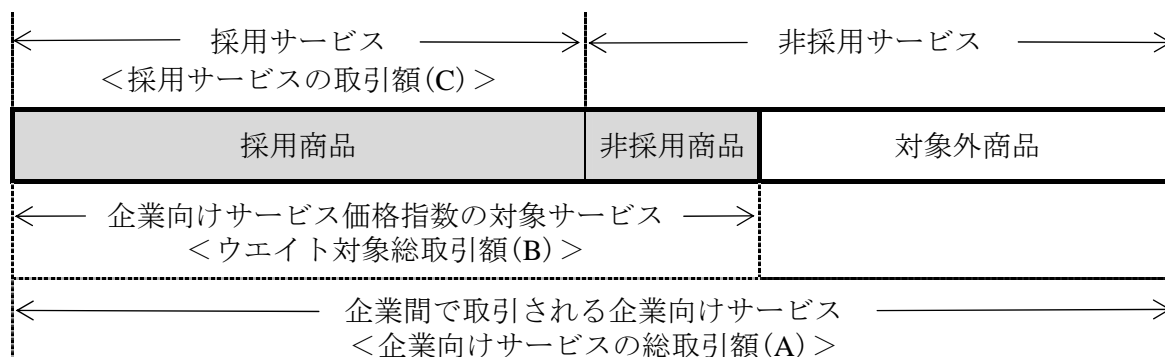 採用サービス
非採用サービス
＜採用サービスの取引額(C)＞
採用商品
非採用商品
対象外商品
企業向けサービス価格指数の対象サービス
＜ウエイト対象総取引額(B)＞
企業間で取引される企業向けサービス
＜企業向けサービスの総取引額(A)＞